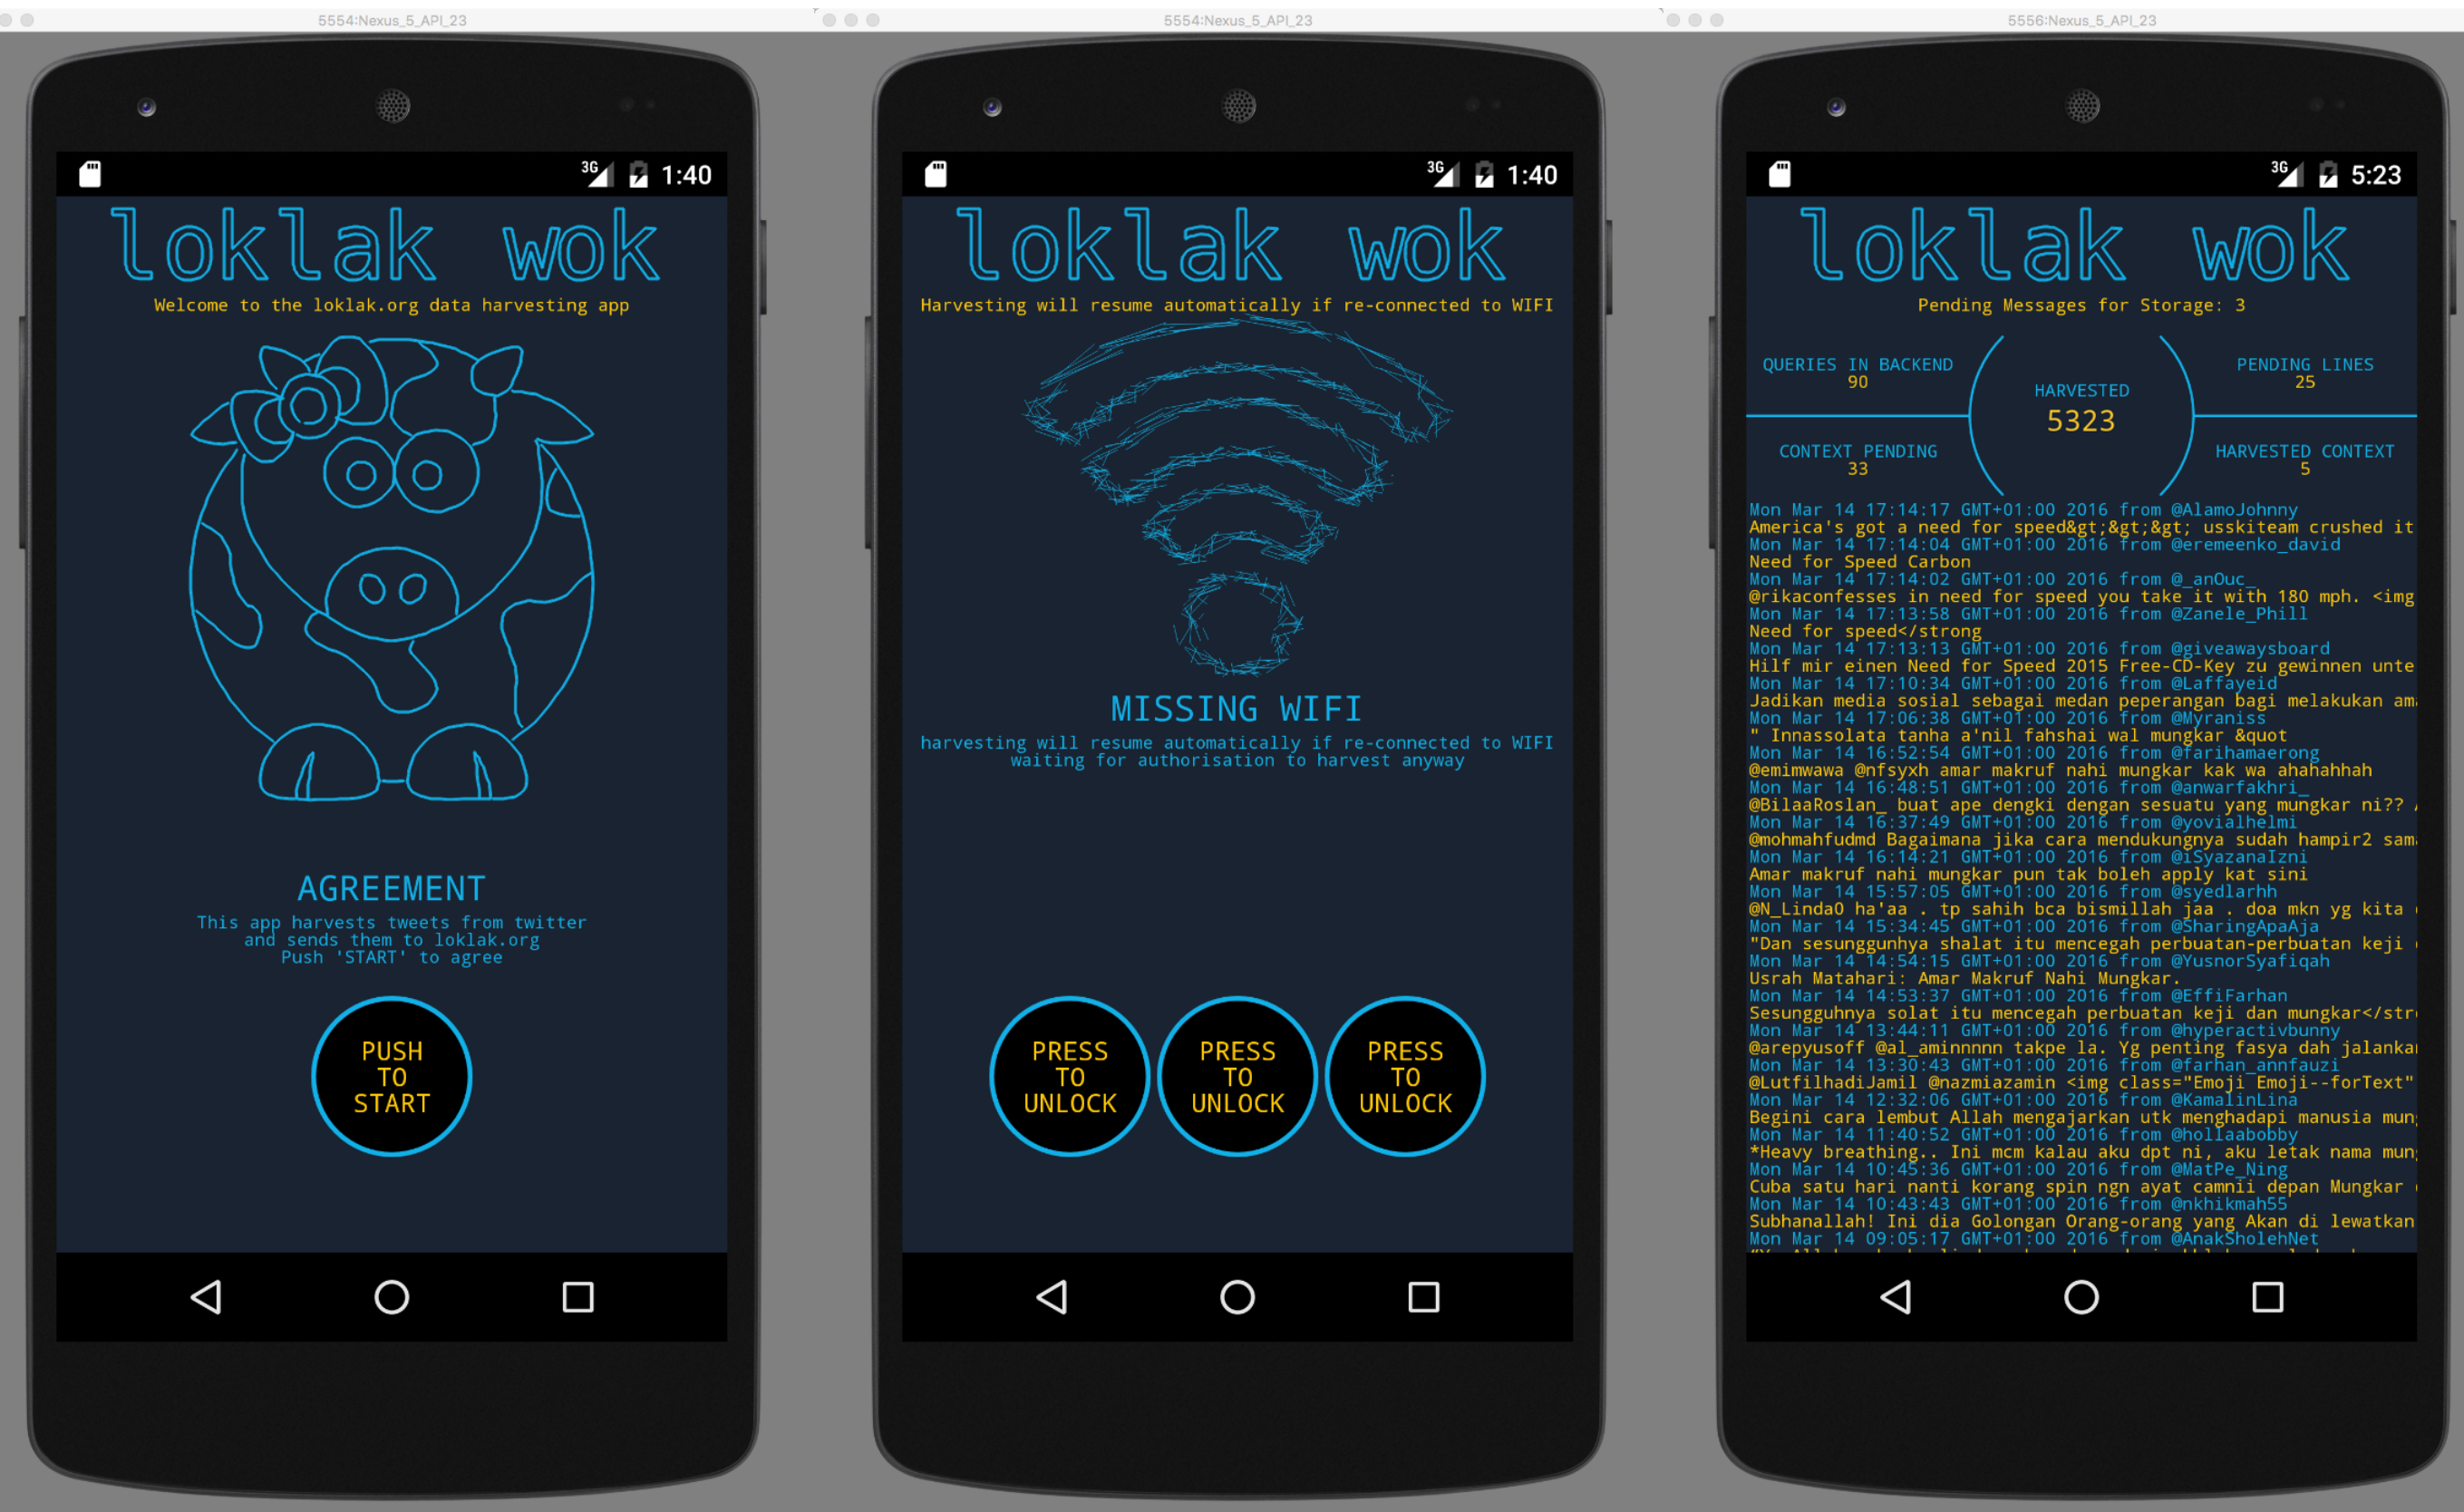 5554:Nexus_5_API_23
3G 1:40
loklak wok
Welcome to the loklak.org data harvesting app
AGREEMENT
This app harvests tweets from twitter
and sends them to loklak.org
Push 'START' to agree
PUSH
TO
START
5554:Nexus_5_API_23
3G 1:40
loklak wok
Harvesting will resume automatically if re-connected to WIFI
MISSING WIFI
harvesting will resume automatically if re-connected to WIFI
waiting for authorisation to harvest anyway
PRESS
TO
UNLOCK
PRESS
TO
UNLOCK
PRESS
TO
UNLOCK
5556:Nexus_5_API_23
3G 5:23
loklak wok
Pending Messages for Storage: 3
QUERIES IN BACKEND
90
PENDING LINES
25
HARVESTED
5323
CONTEXT PENDING
33
HARVESTED CONTEXT
5
Mon Mar 14 17:14:17 GMT+01:00 2016 from @AlamoJohnny
America's got a need for speed&gt;&gt;&gt; usskiteam crushed it
Mon Mar 14 17:14:04 GMT+01:00 2016 from @eremeenko_david
Need for Speed Carbon
Mon Mar 14 17:14:02 GMT+01:00 2016 from @_anOuc_
@rikaconfesses in need for speed you take it with 180 mph. <img
Mon Mar 14 17:13:58 GMT+01:00 2016 from @Zanele_Phill
Need for speed</strong
Mon Mar 14 17:13:13 GMT+01:00 2016 from @giveawaysboard
Hilf mir einen Need for Speed 2015 Free-CD-Key zu gewinnen unte
Mon Mar 14 17:10:34 GMT+01:00 2016 from @Laffayeid
Jadikan media sosial sebagai medan peperangan bagi melakukan ama
Mon Mar 14 17:06:38 GMT+01:00 2016 from @Myraniss
" Innassolata tanha a'nil fahshai wal mungkar &quot
Mon Mar 14 16:52:54 GMT+01:00 2016 from @farihamaerong
@emimwawa @nfsyxh amar makruf nahi mungkar kak wa ahahahhah
Mon Mar 14 16:48:51 GMT+01:00 2016 from @anwarfakhri_
@BilaaRoslan_ buat ape dengki dengan sesuatu yang mungkar ni??
Mon Mar 14 16:37:49 GMT+01:00 2016 from @yovialhelmi
@mohmahfudmd Bagaimana jika cara mendukungnya sudah hampir2 sama
Mon Mar 14 16:14:21 GMT+01:00 2016 from @iSyazanaIzni
Amar makruf nahi mungkar pun tak boleh apply kat sini
Mon Mar 14 15:57:05 GMT+01:00 2016 from @syedlarhh
@N_LindaO ha'aa . tp sahih bca bismillah jaa . doa mkn yg kita
Mon Mar 14 15:34:45 GMT+01:00 2016 from @SharingApaAja
"Dan sesunggunhya shalat itu mencegah perbuatan-perbuatan keji
Mon Mar 14 14:54:15 GMT+01:00 2016 from @YusnorSyafiqah
Usrah Matahari: Amar Makruf Nahi Mungkar.
Mon Mar 14 14:53:37 GMT+01:00 2016 from @EffiFarhan
Sesungguhnya solat itu mencegah perbuatan keji dan mungkar</stro
Mon Mar 14 13:44:11 GMT+01:00 2016 from @hyperactivbunny
@arepyusoff @al_aminnnnn takpe la. Yg penting fasya dah jalankan
Mon Mar 14 13:30:43 GMT+01:00 2016 from @farhan_annfauzi
@LutfilhadiJamil @nazmiazamin <img class="Emoji Emoji--forText"
Mon Mar 14 12:32:06 GMT+01:00 2016 from @KamalinLina
Begini cara lembut Allah mengajarkan utk menghadapi manusia mung
Mon Mar 14 11:40:52 GMT+01:00 2016 from @hollaabobby
*Heavy breathing.. Ini mcm kalau aku dpt ni, aku letak nama mung
Mon Mar 14 10:45:36 GMT+01:00 2016 from @MatPe_Ning
Cuba satu hari nanti korang spin ngn ayat camnii depan Mungkar
Mon Mar 14 10:43:43 GMT+01:00 2016 from @nkhikmah55
Subhanallah! Ini dia Golongan Orang-orang yang Akan di lewatkan
Mon Mar 14 09:05:17 GMT+01:00 2016 from @AnakSholehNet